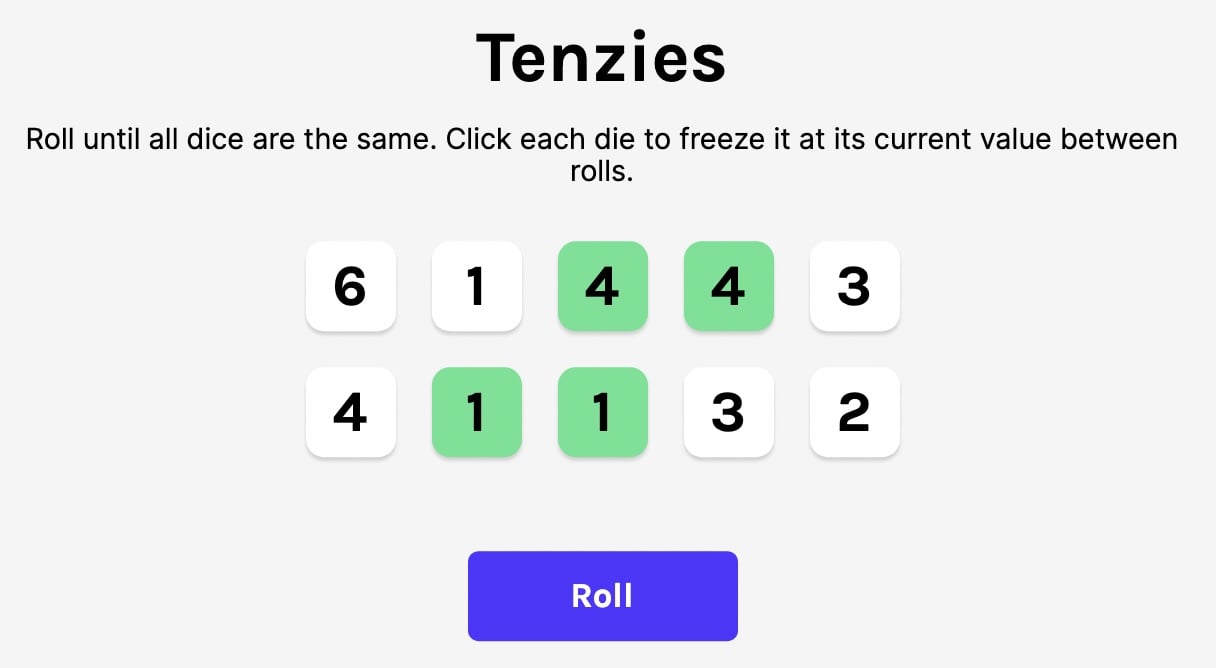 Tenzies
Roll until all dice are the same. Click each die to freeze it at its current value between
rolls.
6 1 4 4 3
4 1 1 3 2
Roll